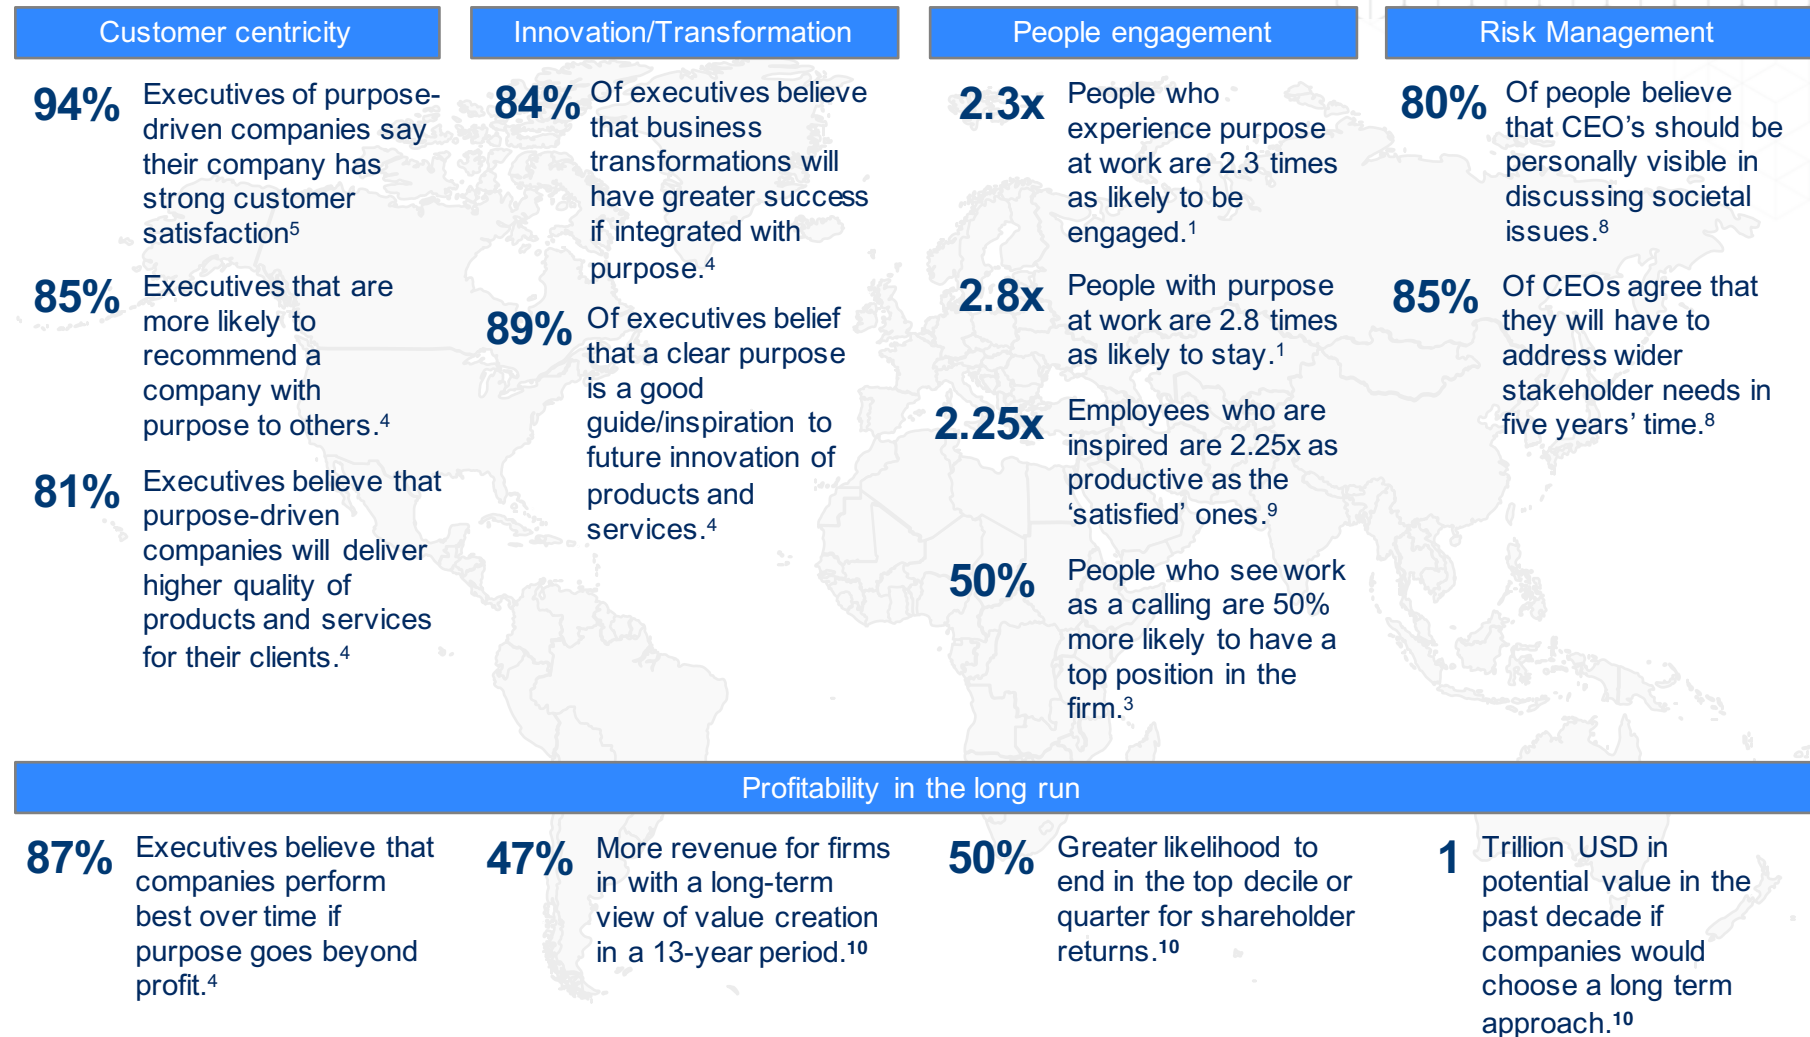 Customer centricity
94%
Executives of purpose-
driven companies say
their company has
strong customer
satisfaction⁵
85%
Executives that are
more likely to
recommend a
company with
purpose to others.⁴
81%
Executives believe that
purpose-driven
companies will deliver
higher quality of
products and services
for their clients.⁴
Innovation/Transformation
84%
Of executives believe
that business
transformations will
have greater success
if integrated with
purpose.⁴
89%
Of executives belief
that a clear purpose
is a good
guide/inspiration to
future innovation of
products and
services.⁴
People engagement
2.3x
People who
experience purpose
at work are 2.3 times
as likely to be
engaged.¹
2.8x
People with purpose
at work are 2.8 times
as likely to stay.¹
2.25x
Employees who are
inspired are 2.25x as
productive as the
‘satisfied’ ones.⁹
50%
People who see work
as a calling are 50%
more likely to have a
top position in the
firm.³
Risk Management
80%
Of people believe
that CEO’s should be
personally visible in
discussing societal
issues.⁸
85%
Of CEOs agree that
they will have to
address wider
stakeholder needs in
five years’ time.⁸
Profitability in the long run
87%
Executives believe that
companies perform
best over time if
purpose goes beyond
profit.⁴
47%
More revenue for firms
in with a long-term
view of value creation
in a 13-year period.¹⁰
50%
Greater likelihood to
end in the top decile or
quarter for shareholder
returns.¹⁰
1
Trillion USD in
potential value in the
past decade if
companies would
choose a long term
approach.¹⁰